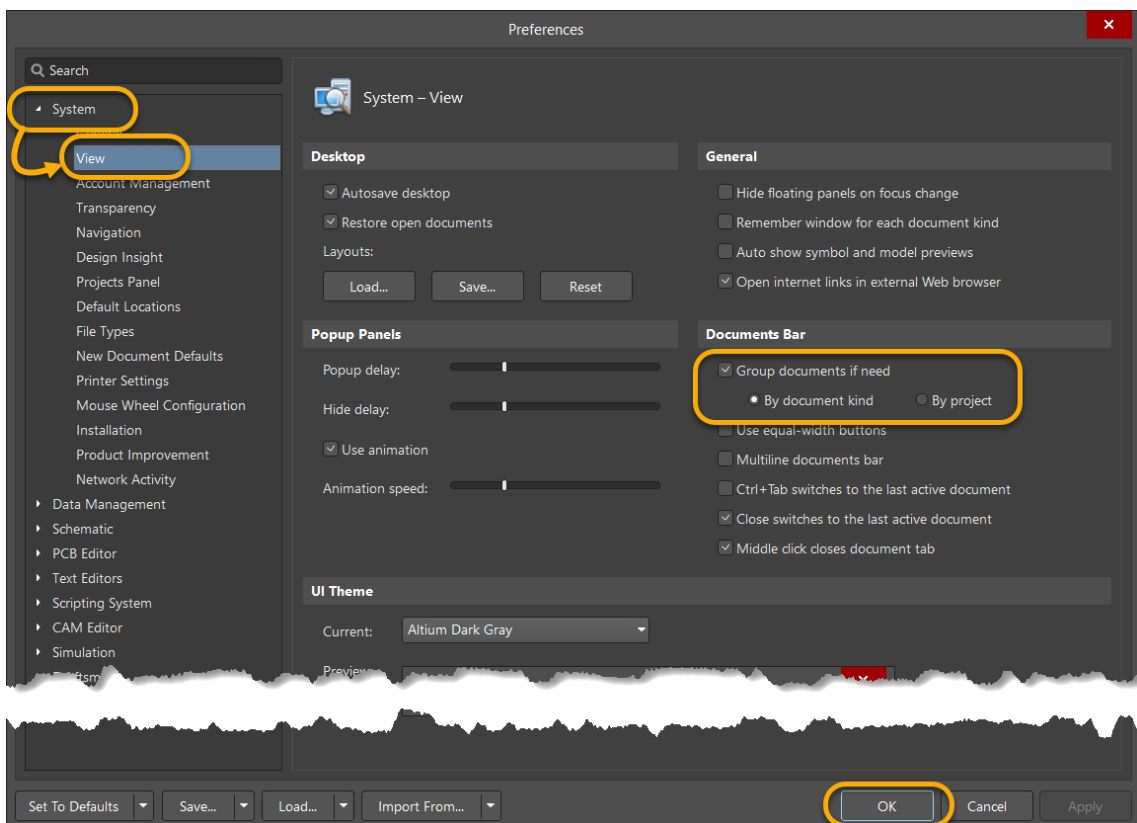 Preferences
Search
System
View
Account Management
Transparency
Navigation
Design Insight
Projects Panel
Default Locations
File Types
New Document Defaults
Printer Settings
Mouse Wheel Configuration
Installation
Product Improvement
Network Activity
Data Management
Schematic
PCB Editor
Text Editors
Scripting System
CAM Editor
Simulation
System – View
Desktop
Autosave desktop
Restore open documents
Layouts:
Load... Save... Reset
General
Hide floating panels on focus change
Remember window for each document kind
Auto show symbol and model previews
Open internet links in external Web browser
Popup Panels
Popup delay:
Hide delay:
Use animation
Animation speed:
Documents Bar
Group documents if need
By document kind By project
Use equal-width buttons
Multiline documents bar
Ctrl+Tab switches to the last active document
Close switches to the last active document
Middle click closes document tab
UI Theme
Current: Altium Dark Gray
Preview
Set To Defaults Save... Load... Import From... OK Cancel Apply